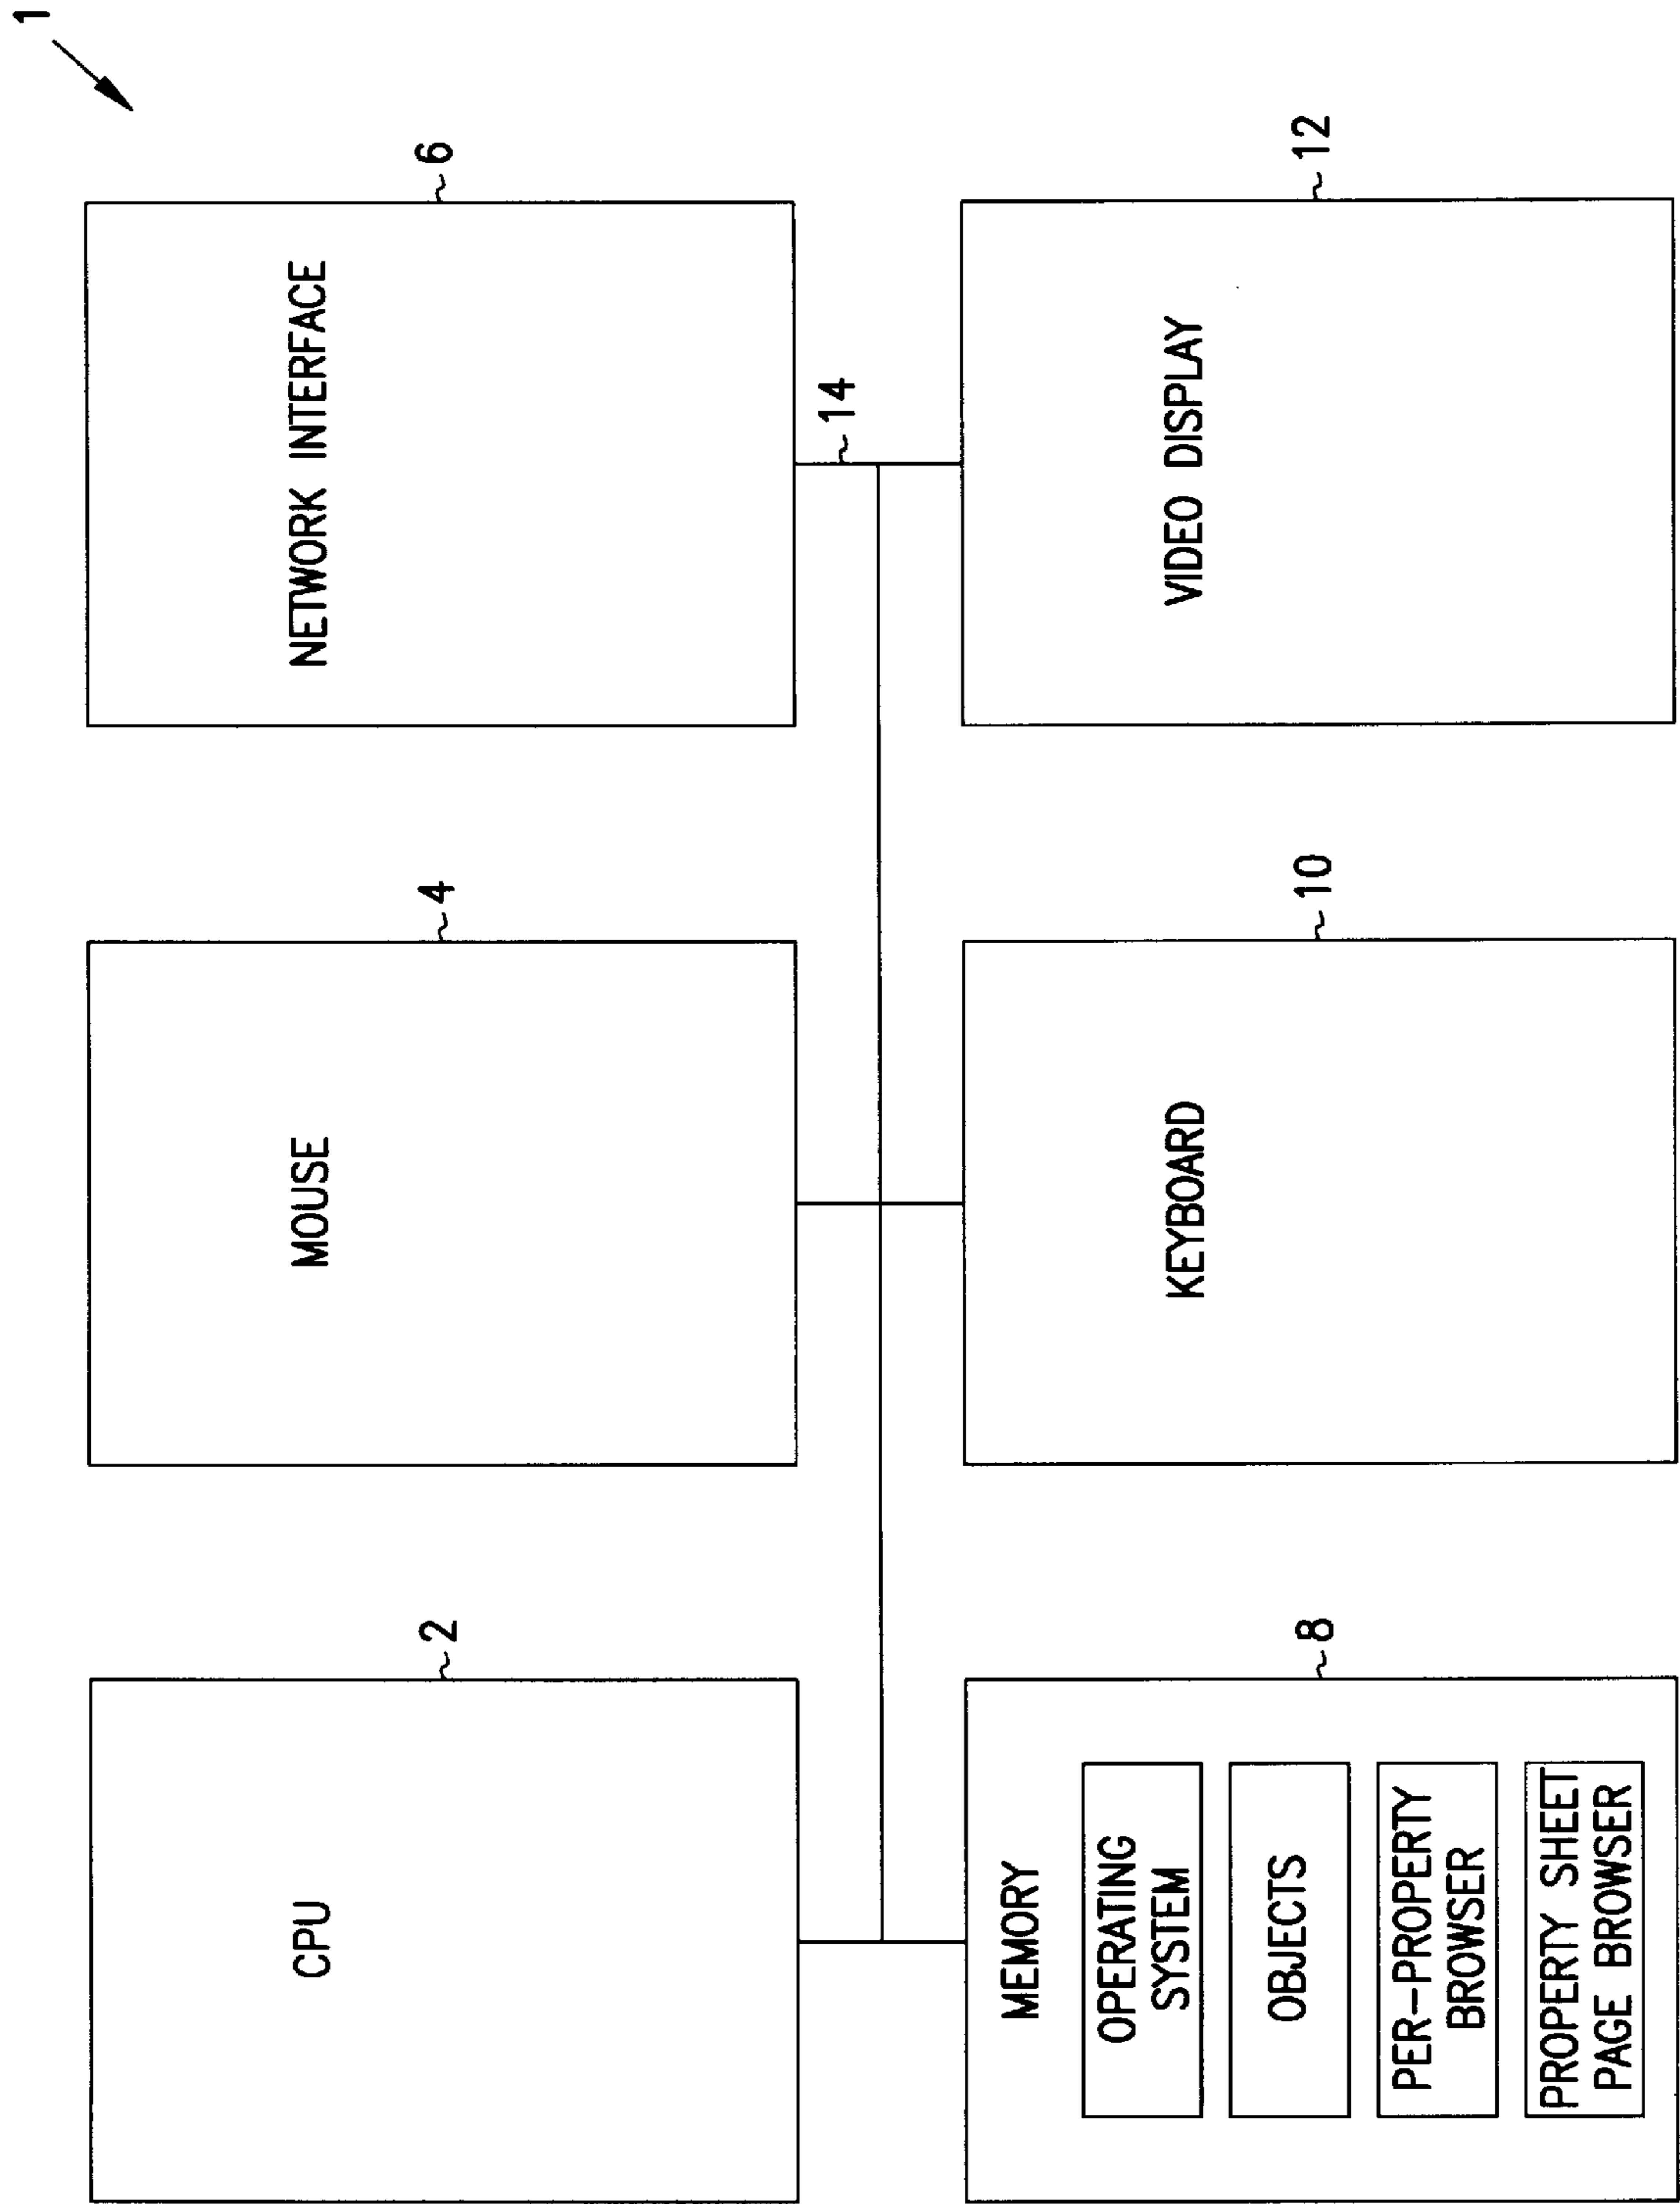 1
CPU
2
MOUSE
4
NETWORK INTERFACE
6
14
MEMORY
8
OPERATING
SYSTEM
OBJECTS
PER-PROPERTY
BROWSER
PROPERTY SHEET
PAGE BROWSER
KEYBOARD
10
VIDEO DISPLAY
12